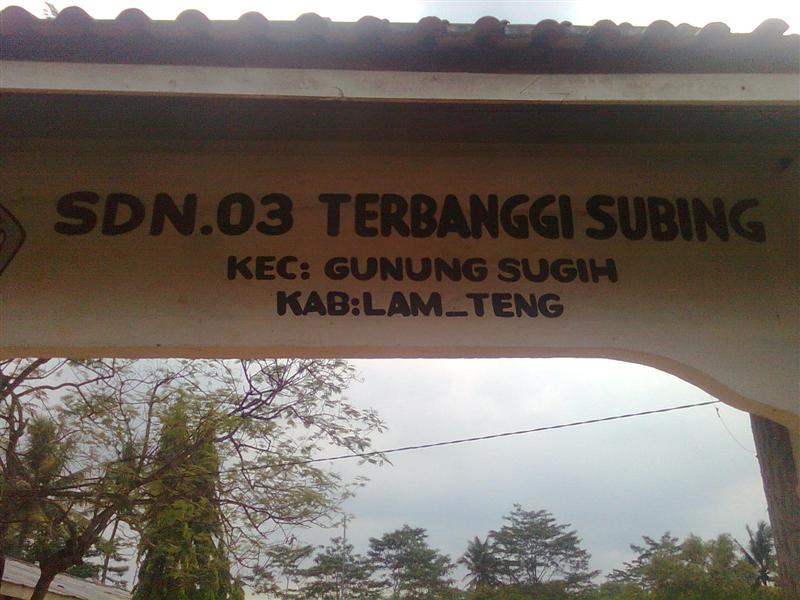 SDN.03 TERBANGGI SUBING
KEC: GUNUNG SUGIH
KAB:LAM_TENG